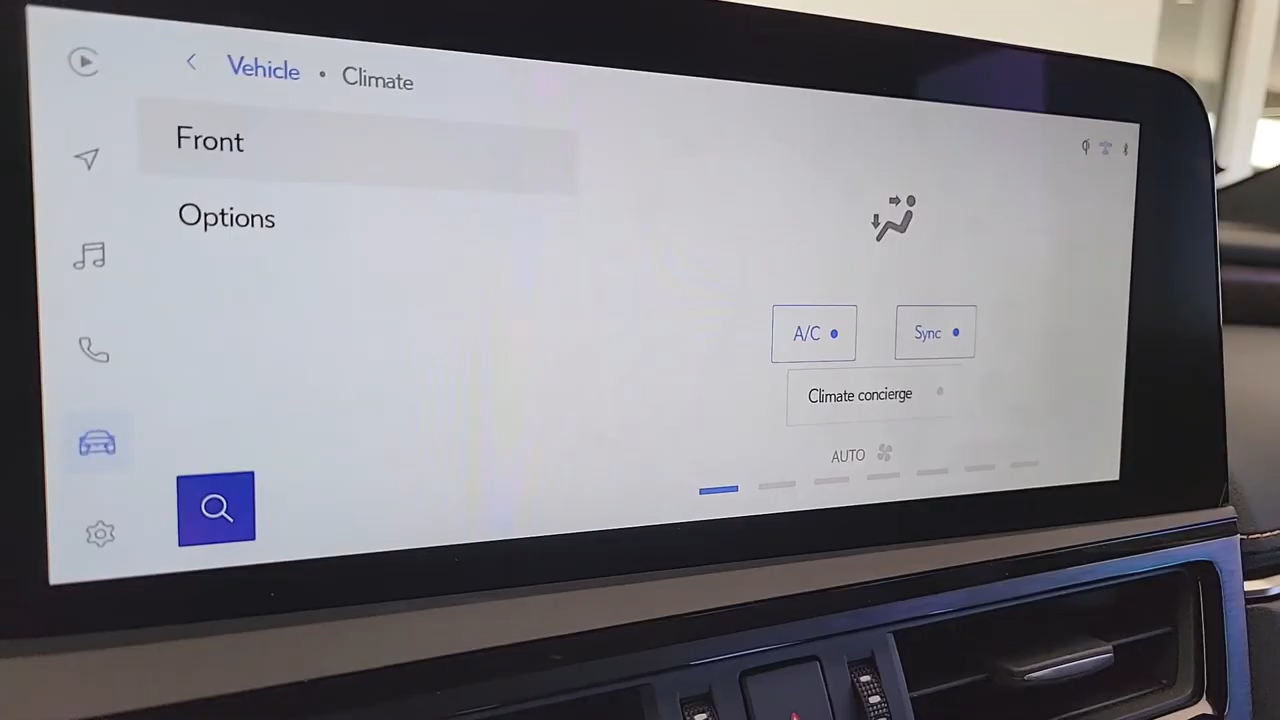 Vehicle • Climate
Front
Options
A/C
Sync
Climate concierge
AUTO